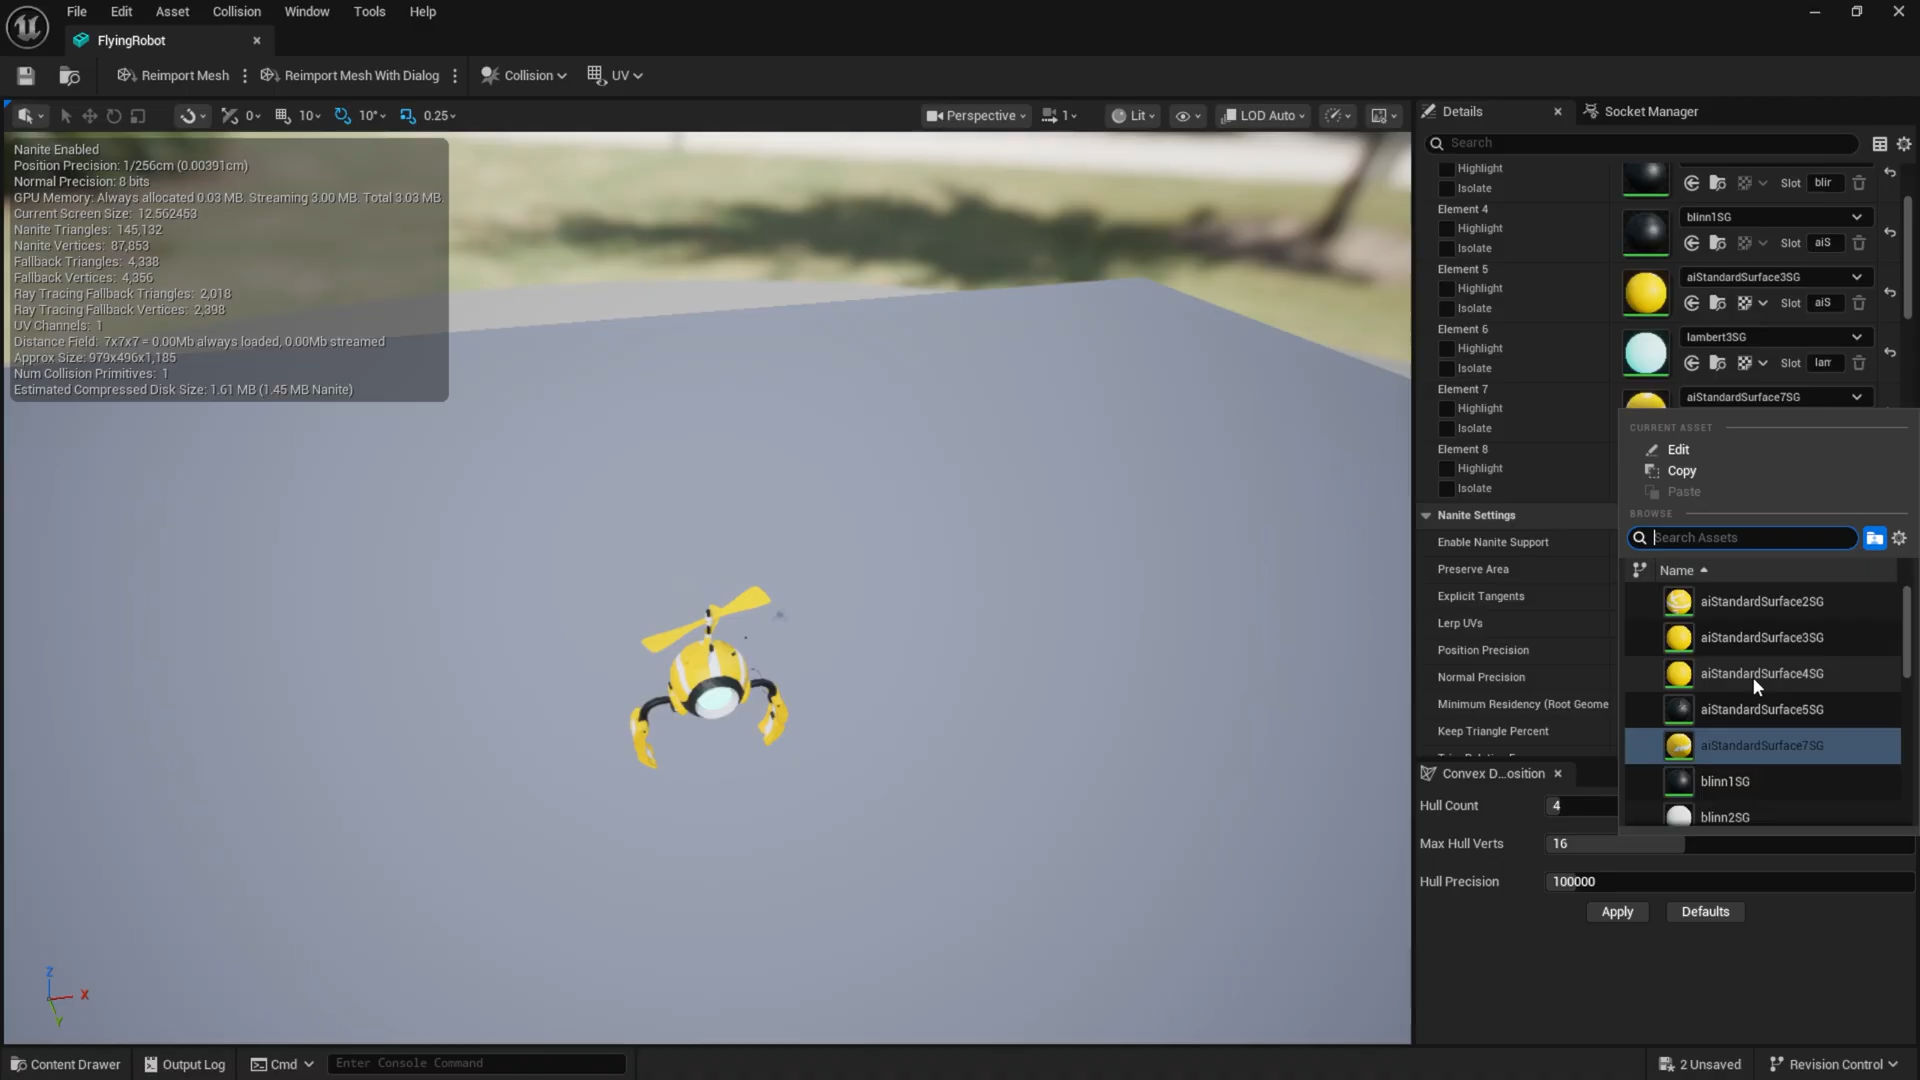 File Edit Asset Collision Window Tools Help
FlyingRobot
Reimport Mesh Reimport Mesh With Dialog Collision UV
0 10 10° 0.25 Perspective 1 Lit LOD Auto
Nanite Enabled
Position Precision: 1/256cm (0.00391cm)
Normal Precision: 8 bits
GPU Memory: Always allocated 0.03 MB. Streaming 3.00 MB. Total 3.03 MB.
Current Screen Size: 12.562453
Nanite Triangles: 145,132
Nanite Vertices: 87,853
Fallback Triangles: 4,338
Fallback Vertices: 4,356
Ray Tracing Fallback Triangles: 2,018
Ray Tracing Fallback Vertices: 2,398
UV Channels: 1
Distance Field: 7x7x7 = 0.00Mb always loaded, 0.00Mb streamed
Approx Size: 979x496x1,185
Num Collision Primitives: 1
Estimated Compressed Disk Size: 1.61 MB (1.45 MB Nanite)
Z
X
Y
Details Socket Manager
Search
Highlight
Isolate Slot blir
Element 4 blinn1SG
Highlight
Isolate Slot aiS
Element 5 aiStandardSurface3SG
Highlight
Isolate Slot aiS
Element 6 lambert3SG
Highlight
Isolate Slot lam
Element 7 aiStandardSurface7SG
Highlight
Isolate
Element 8
Highlight
Isolate
Nanite Settings
Enable Nanite Support
Preserve Area
Explicit Tangents
Lerp UVs
Position Precision
Normal Precision
Minimum Residency (Root Geome
Keep Triangle Percent
CURRENT ASSET
Edit
Copy
Paste
BROWSE
Search Assets
Name
aiStandardSurface2SG
aiStandardSurface3SG
aiStandardSurface4SG
aiStandardSurface5SG
aiStandardSurface7SG
blinn1SG
blinn2SG
Convex D...osition
Hull Count 4
Max Hull Verts 16
Hull Precision 100000
Apply Defaults
Content Drawer Output Log Cmd Enter Console Command 2 Unsaved Revision Control